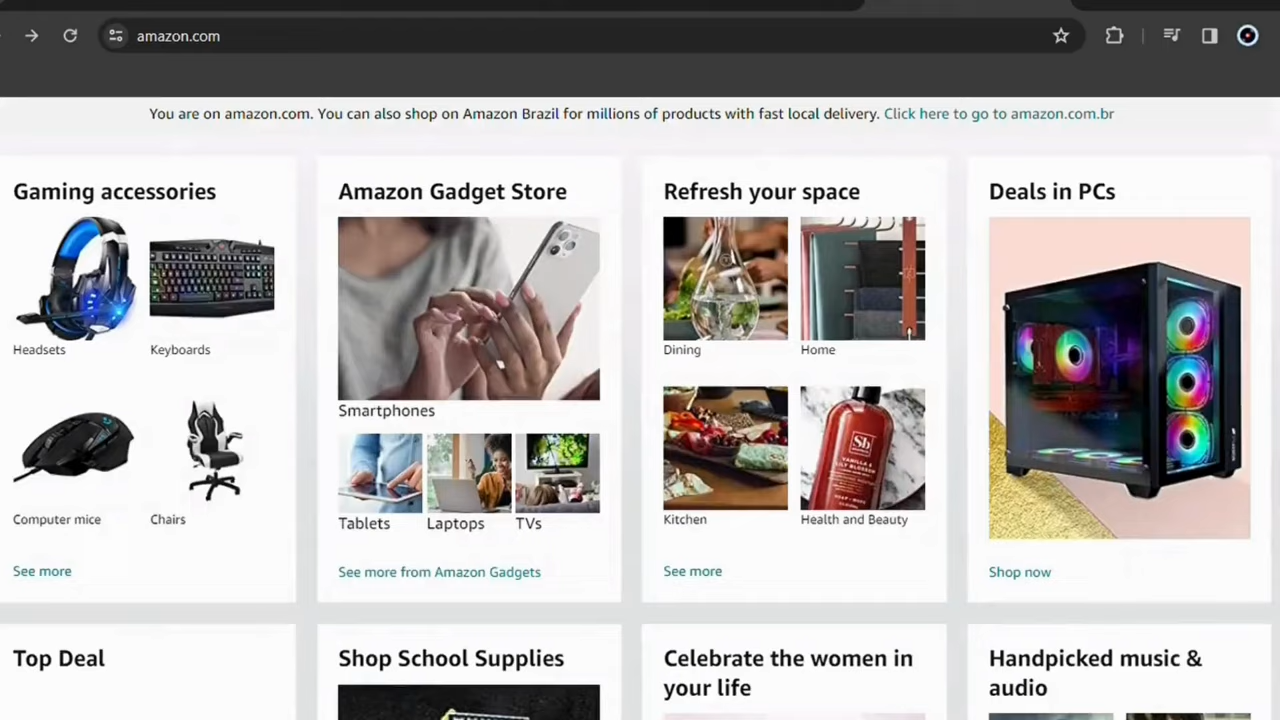 amazon.com
You are on amazon.com. You can also shop on Amazon Brazil for millions of products with fast local delivery. Click here to go to amazon.com.br
Gaming accessories
Headsets
Keyboards
Computer mice
Chairs
See more
Amazon Gadget Store
Smartphones
Tablets
Laptops
TVs
See more from Amazon Gadgets
Refresh your space
Dining
Home
Kitchen
Sb
VANILLA &
LILY BLOSSOM
Health and Beauty
See more
Deals in PCs
Shop now
Top Deal
Shop School Supplies
Celebrate the women in
your life
Handpicked music &
audio